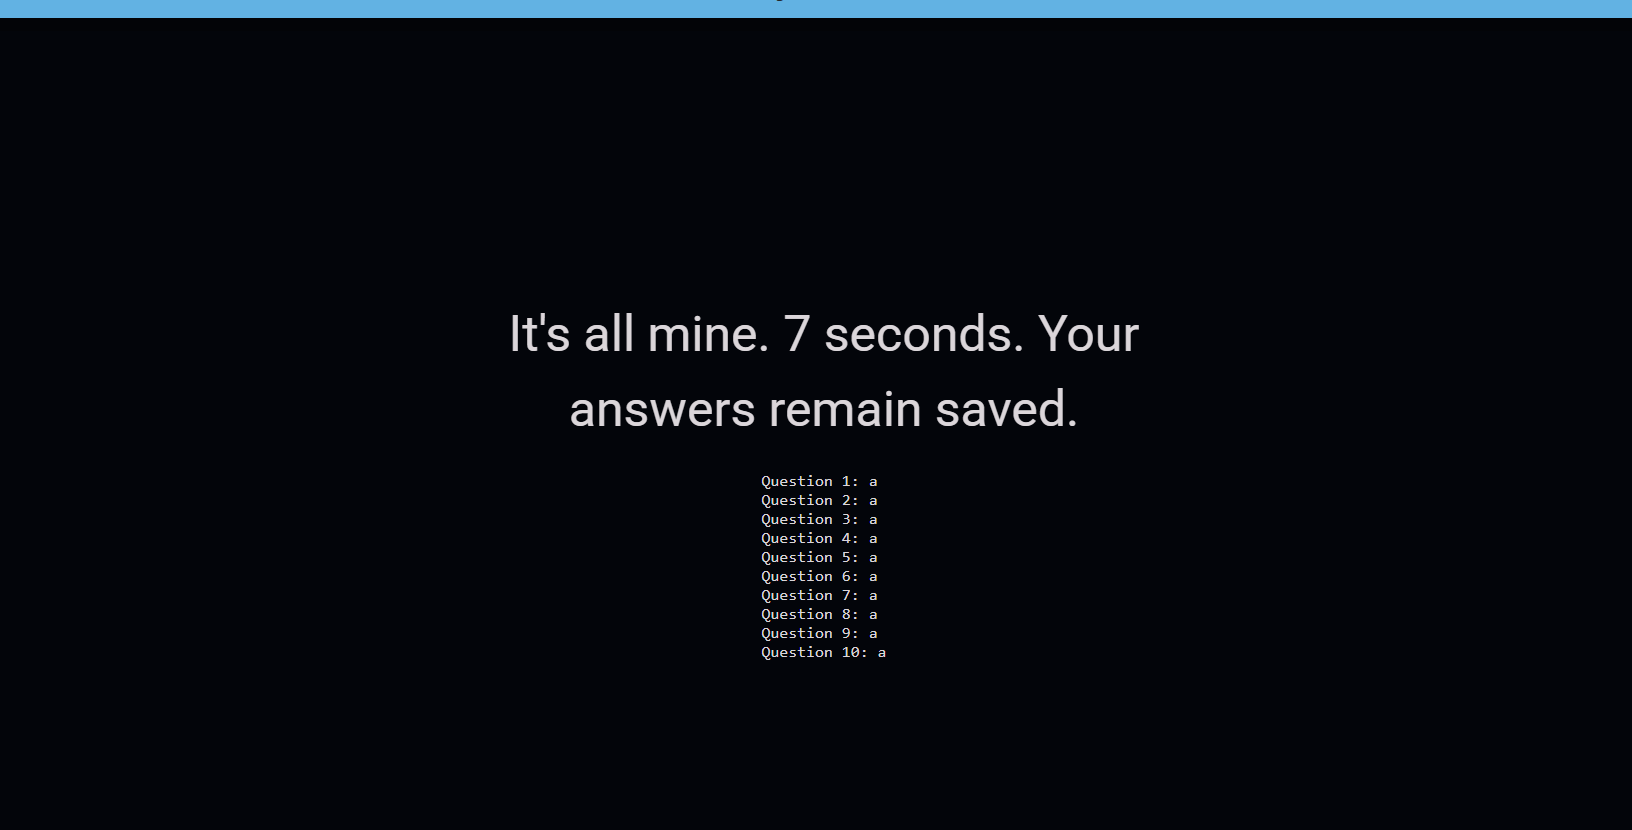 It's all mine. 7 seconds. Your
answers remain saved.
Question 1: a
Question 2: a
Question 3: a
Question 4: a
Question 5: a
Question 6: a
Question 7: a
Question 8: a
Question 9: a
Question 10: a